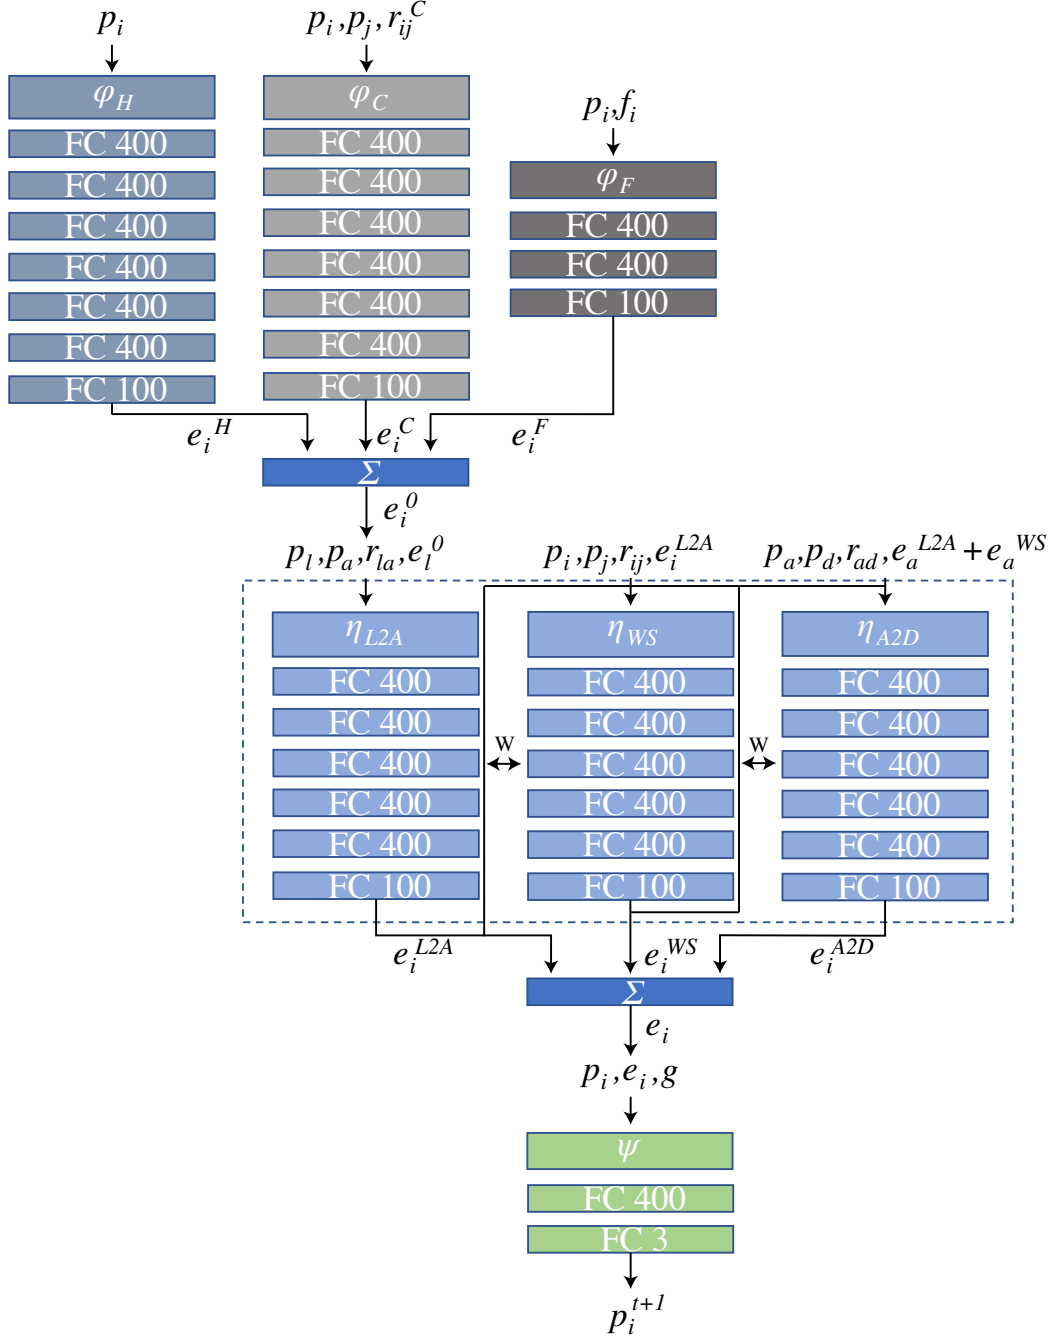 p_i
p_i, p_j, r_ij^C
φ_H
FC 400
FC 400
FC 400
FC 400
FC 400
FC 400
FC 100
φ_C
FC 400
FC 400
FC 400
FC 400
FC 400
FC 400
FC 100
p_i, f_i
φ_F
FC 400
FC 400
FC 100
e_i^H
e_i^C
e_i^F
Σ
e_i^0
p_l, p_a, r_la, e_l^0
p_i, p_j, r_ij, e_i^L2A
p_a, p_d, r_ad, e_a^L2A + e_a^WS
η_L2A
FC 400
FC 400
FC 400
FC 400
FC 400
FC 100
w
η_WS
FC 400
FC 400
FC 400
FC 400
FC 400
FC 100
w
η_A2D
FC 400
FC 400
FC 400
FC 400
FC 400
FC 100
e_i^L2A
e_i^WS
e_i^A2D
Σ
e_i
p_i, e_i, g
ψ
FC 400
FC 3
p_i^t+1